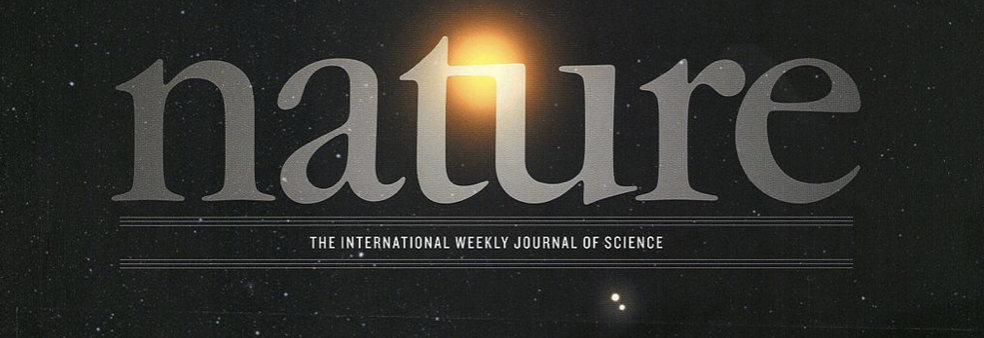 nature
THE INTERNATIONAL WEEKLY JOURNAL OF SCIENCE